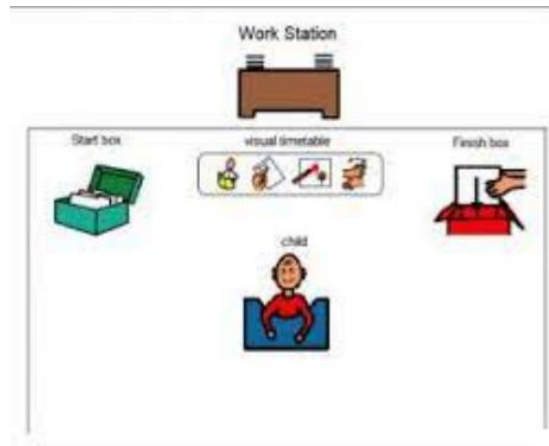 Work Station
Start box
visual timetable
Finish box
child